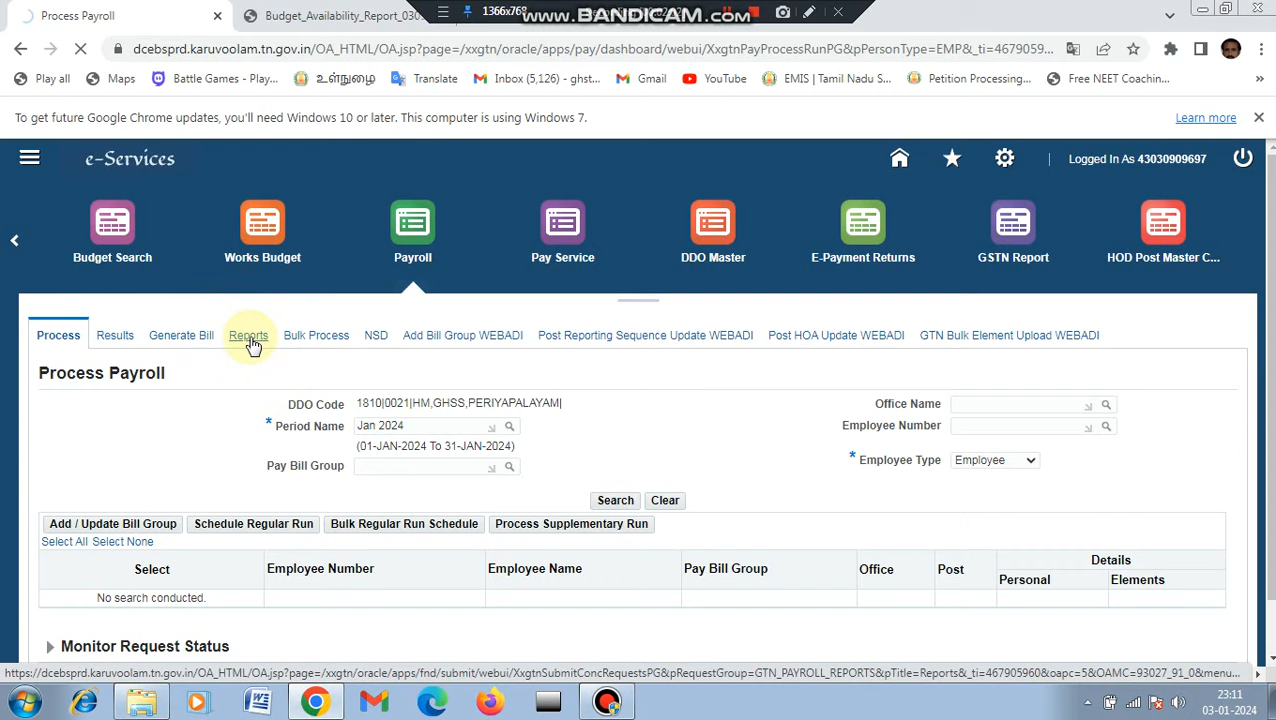 Process Payroll
Budget_Availability_Report_030
1366x768
www.BANDICAM.com
dcebsprd.karuvoolam.tn.gov.in/OA_HTML/OA.jsp?page=/xxgtn/oracle/apps/pay/dashboard/webui/XxgtnPayProcessRunPG&pPersonType=EMP&_ti=46790595...
Play all
Maps
Battle Games - Play...
உள்நுழை
Translate
Inbox (5,126) - ghst...
Gmail
YouTube
EMIS | Tamil Nadu S...
Petition Processing...
Free NEET Coachin...
To get future Google Chrome updates, you'll need Windows 10 or later. This computer is using Windows 7.
Learn more
e-Services
Logged In As 43030909697
Budget Search
Works Budget
Payroll
Pay Service
DDO Master
E-Payment Returns
GSTN Report
HOD Post Master C...
Process
Results
Generate Bill
Reports
Bulk Process
NSD
Add Bill Group WEBADI
Post Reporting Sequence Update WEBADI
Post HOA Update WEBADI
GTN Bulk Element Upload WEBADI
Process Payroll
DDO Code 1810|0021|HM,GHSS,PERIYAPALAYAM|
Office Name
* Period Name Jan 2024
Employee Number
(01-JAN-2024 To 31-JAN-2024)
* Employee Type Employee
Pay Bill Group
Search Clear
Add / Update Bill Group Schedule Regular Run Bulk Regular Run Schedule Process Supplementary Run
Select All Select None
Details
Select Employee Number Employee Name Pay Bill Group Office Post
Personal Elements
No search conducted.
Monitor Request Status
https://dcebsprd.karuvoolam.tn.gov.in/OA_HTML/OA.jsp?page=/xxgtn/oracle/apps/fnd/submit/webui/XxgtnSubmitConcRequestsPG&pRequestGroup=GTN_PAYROLL_REPORTS&pTitle=Reports&_ti=467905960&oapc=5&OAMC=93027_91_0&menu...
23:11
03-01-2024